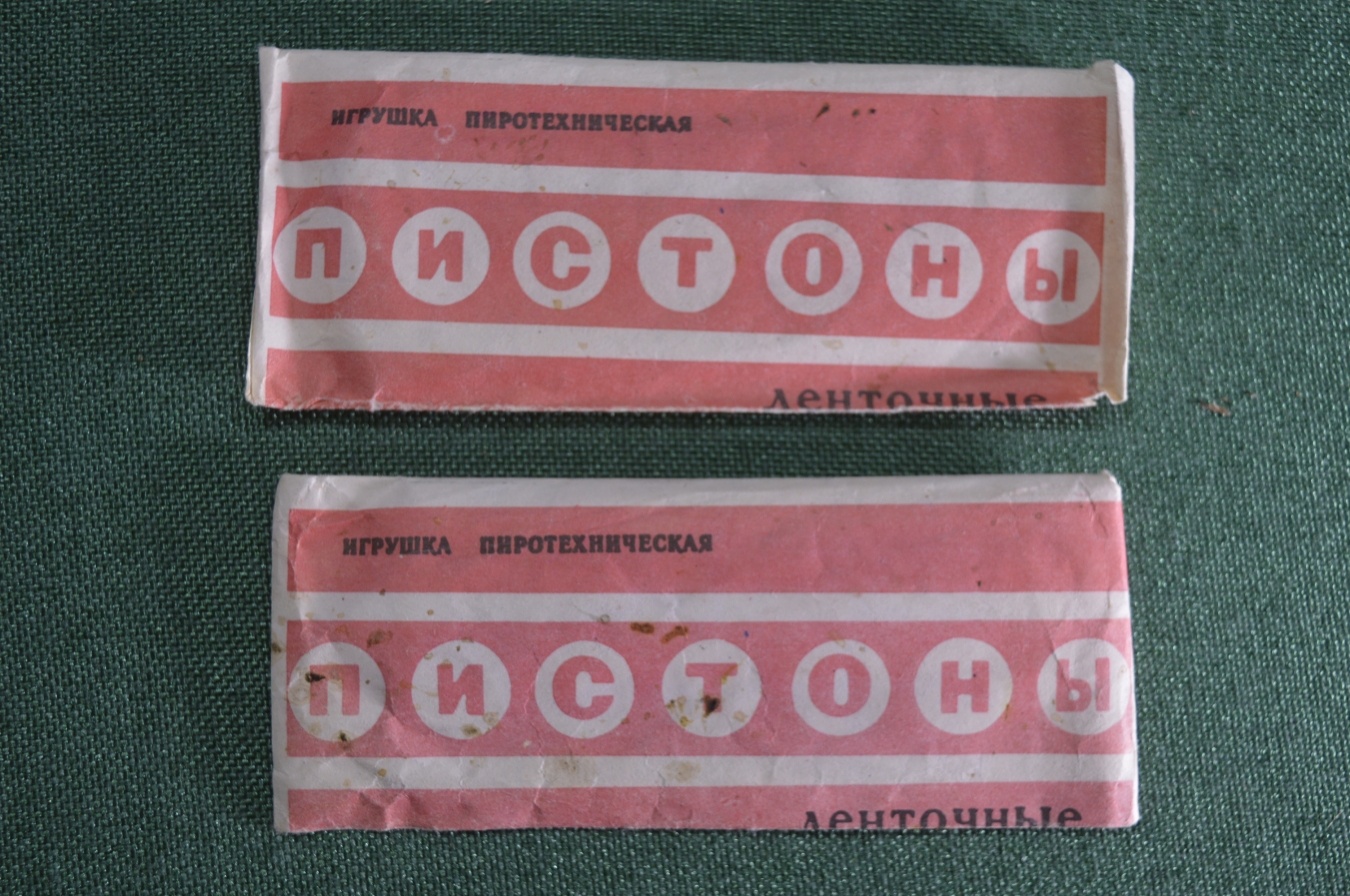 ИГРУШКА ПИРОТЕХНИЧЕСКАЯ
ПИСТОНЫ
ленточные
ИГРУШКА ПИРОТЕХНИЧЕСКАЯ
ПИСТОНЫ
ленточные